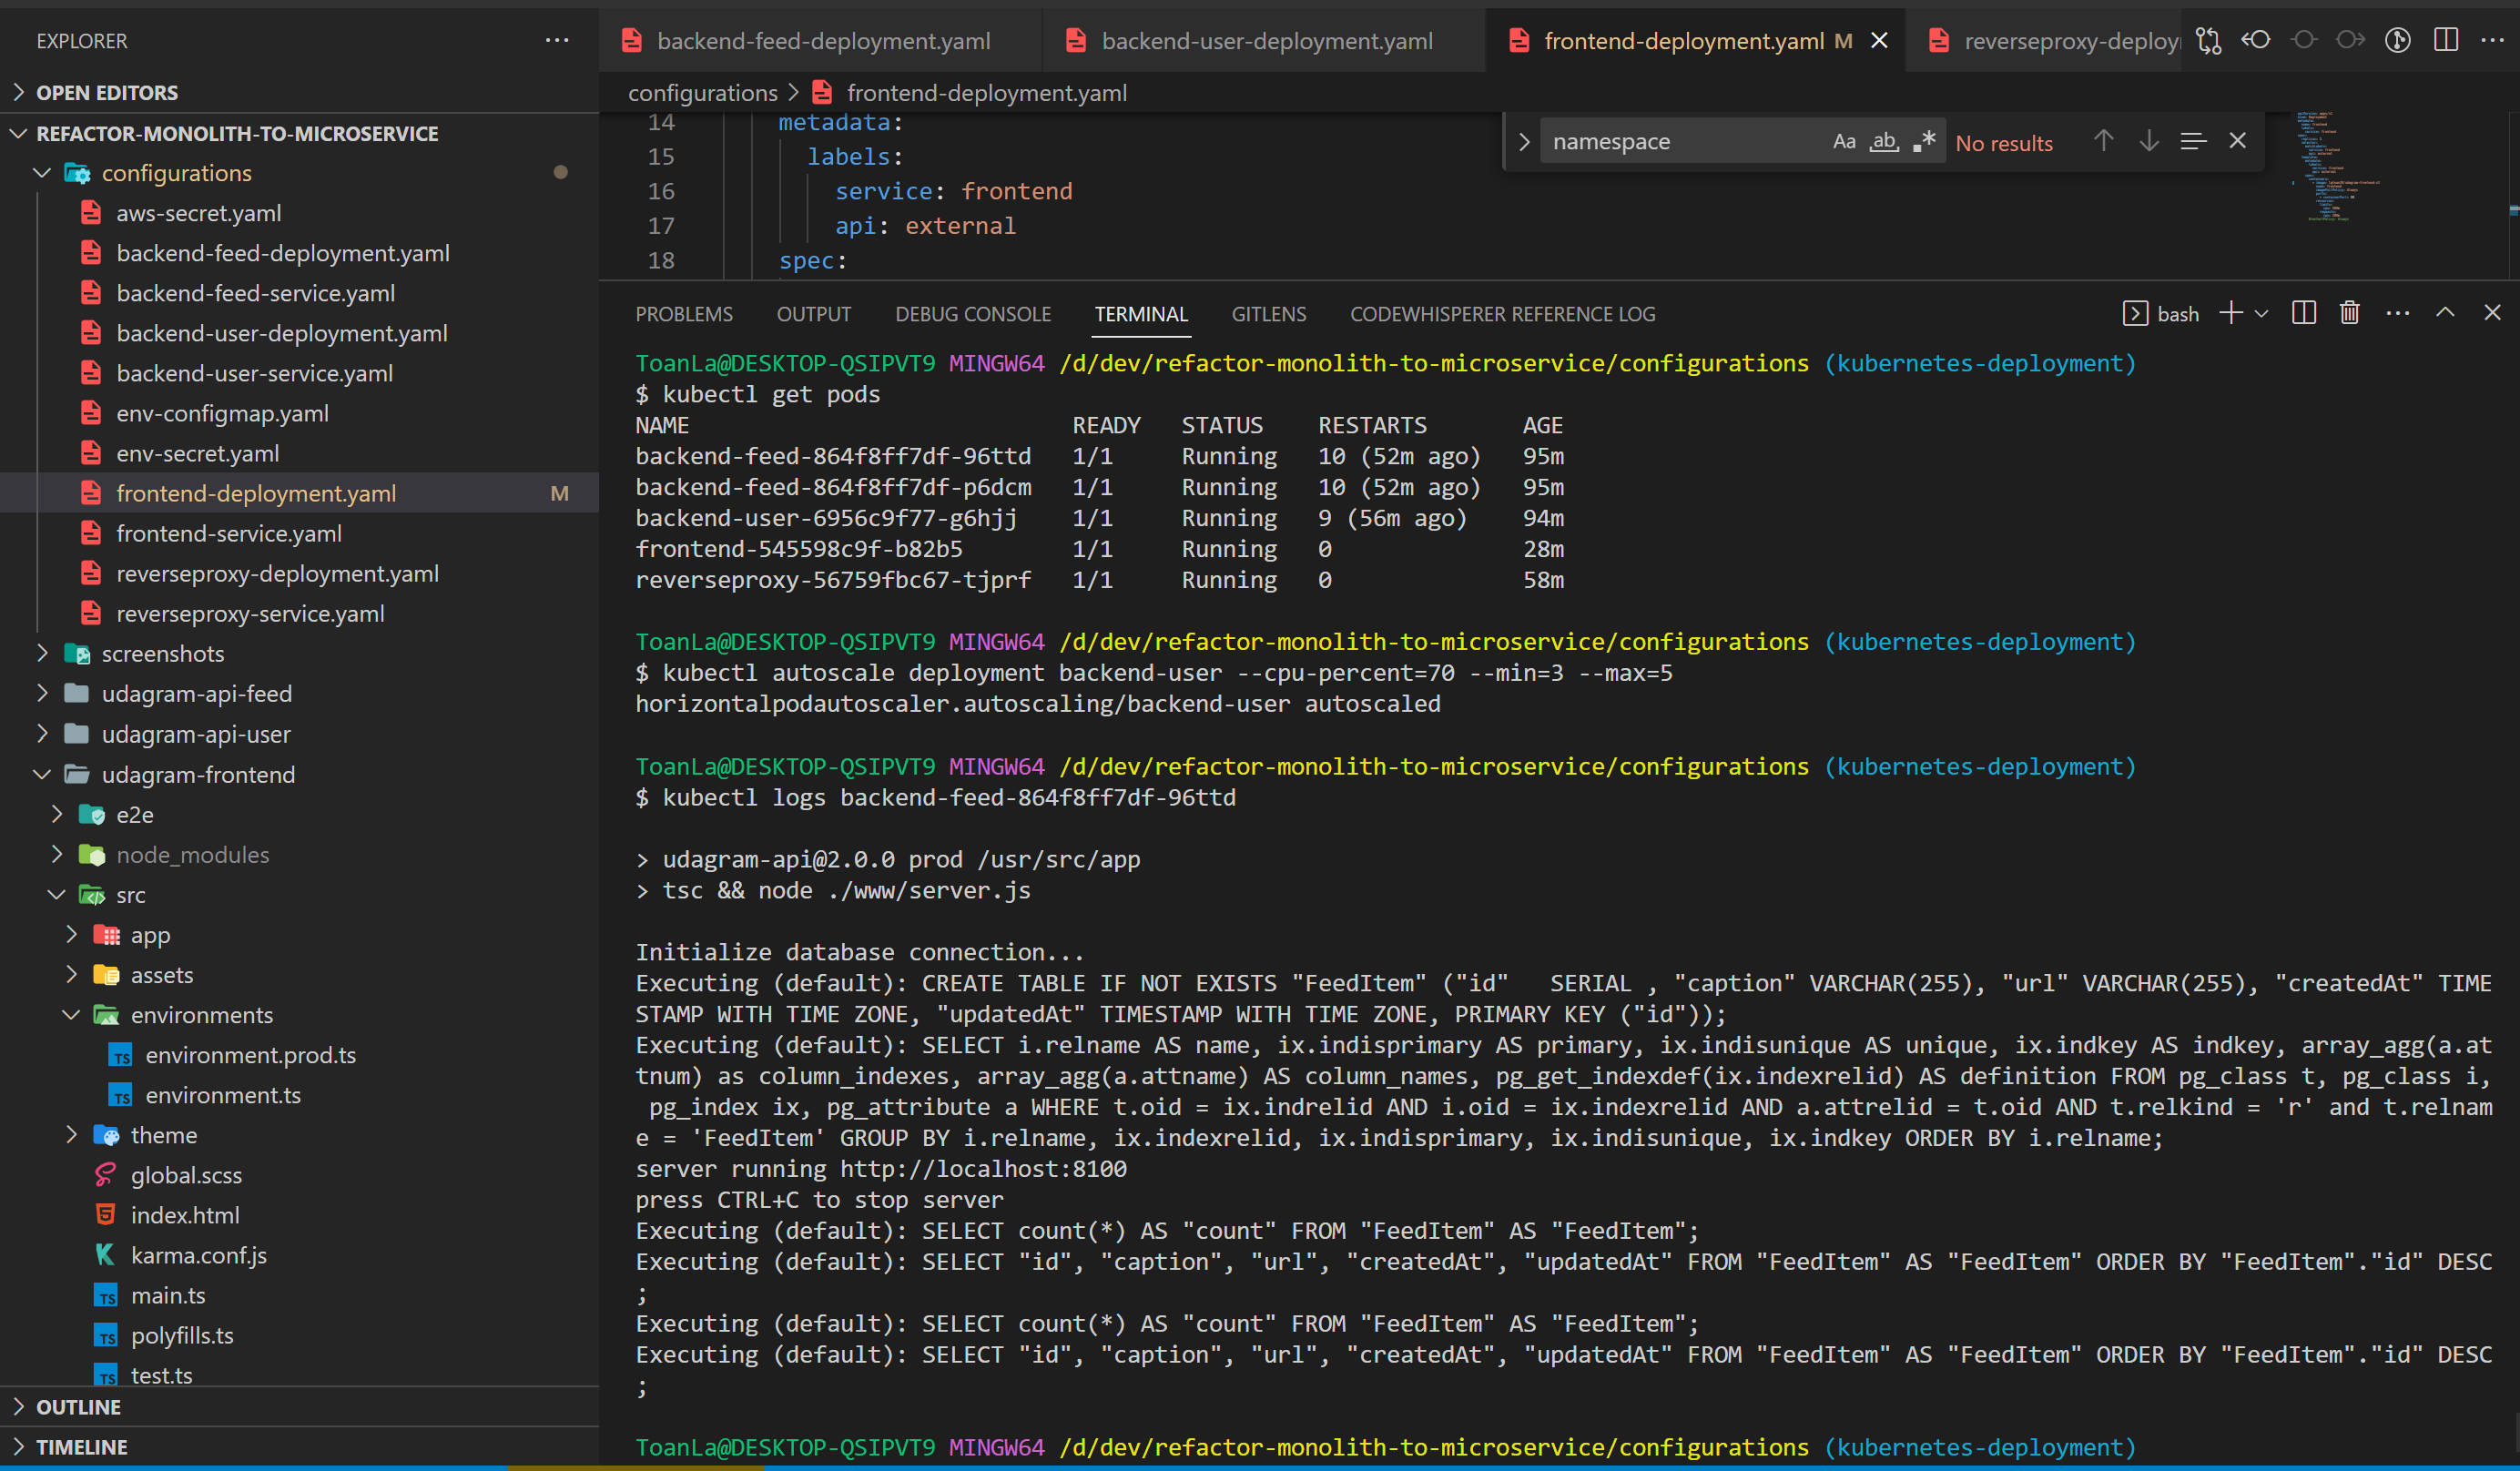 EXPLORER
OPEN EDITORS
REFACTOR-MONOLITH-TO-MICROSERVICE
configurations
aws-secret.yaml
backend-feed-deployment.yaml
backend-feed-service.yaml
backend-user-deployment.yaml
backend-user-service.yaml
env-configmap.yaml
env-secret.yaml
frontend-deployment.yaml M
frontend-service.yaml
reverseproxy-deployment.yaml
reverseproxy-service.yaml
screenshots
udagram-api-feed
udagram-api-user
udagram-frontend
e2e
node_modules
src
app
assets
environments
TS environment.prod.ts
TS environment.ts
theme
global.scss
index.html
karma.conf.js
TS main.ts
TS polyfills.ts
TS test.ts
OUTLINE
TIMELINE
backend-feed-deployment.yaml backend-user-deployment.yaml frontend-deployment.yaml M reverseproxy-deploy
configurations > frontend-deployment.yaml
14 metadata:
15 labels:
16 service: frontend
17 api: external
18 spec:
namespace Aa ab .* No results
PROBLEMS OUTPUT DEBUG CONSOLE TERMINAL GITLENS CODEWHISPERER REFERENCE LOG bash
ToanLa@DESKTOP-QSIPVT9 MINGW64 /d/dev/refactor-monolith-to-microservice/configurations (kubernetes-deployment)
$ kubectl get pods
NAME READY STATUS RESTARTS AGE
backend-feed-864f8ff7df-96ttd 1/1 Running 10 (52m ago) 95m
backend-feed-864f8ff7df-p6dcm 1/1 Running 10 (52m ago) 95m
backend-user-6956c9f77-g6hjj 1/1 Running 9 (56m ago) 94m
frontend-545598c9f-b82b5 1/1 Running 0 28m
reverseproxy-56759fbc67-tjprf 1/1 Running 0 58m
ToanLa@DESKTOP-QSIPVT9 MINGW64 /d/dev/refactor-monolith-to-microservice/configurations (kubernetes-deployment)
$ kubectl autoscale deployment backend-user --cpu-percent=70 --min=3 --max=5
horizontalpodautoscaler.autoscaling/backend-user autoscaled
ToanLa@DESKTOP-QSIPVT9 MINGW64 /d/dev/refactor-monolith-to-microservice/configurations (kubernetes-deployment)
$ kubectl logs backend-feed-864f8ff7df-96ttd
> udagram-api@2.0.0 prod /usr/src/app
> tsc && node ./www/server.js
Initialize database connection...
Executing (default): CREATE TABLE IF NOT EXISTS "FeedItem" ("id"   SERIAL , "caption" VARCHAR(255), "url" VARCHAR(255), "createdAt" TIME
STAMP WITH TIME ZONE, "updatedAt" TIMESTAMP WITH TIME ZONE, PRIMARY KEY ("id"));
Executing (default): SELECT i.relname AS name, ix.indisprimary AS primary, ix.indisunique AS unique, ix.indkey AS indkey, array_agg(a.at
tnum) as column_indexes, array_agg(a.attname) AS column_names, pg_get_indexdef(ix.indexrelid) AS definition FROM pg_class t, pg_class i,
pg_index ix, pg_attribute a WHERE t.oid = ix.indrelid AND i.oid = ix.indexrelid AND a.attrelid = t.oid AND t.relkind = 'r' and t.relnam
e = 'FeedItem' GROUP BY i.relname, ix.indexrelid, ix.indisprimary, ix.indisunique, ix.indkey ORDER BY i.relname;
server running http://localhost:8100
press CTRL+C to stop server
Executing (default): SELECT count(*) AS "count" FROM "FeedItem" AS "FeedItem";
Executing (default): SELECT "id", "caption", "url", "createdAt", "updatedAt" FROM "FeedItem" AS "FeedItem" ORDER BY "FeedItem"."id" DESC
;
Executing (default): SELECT count(*) AS "count" FROM "FeedItem" AS "FeedItem";
Executing (default): SELECT "id", "caption", "url", "createdAt", "updatedAt" FROM "FeedItem" AS "FeedItem" ORDER BY "FeedItem"."id" DESC
;
ToanLa@DESKTOP-QSIPVT9 MINGW64 /d/dev/refactor-monolith-to-microservice/configurations (kubernetes-deployment)